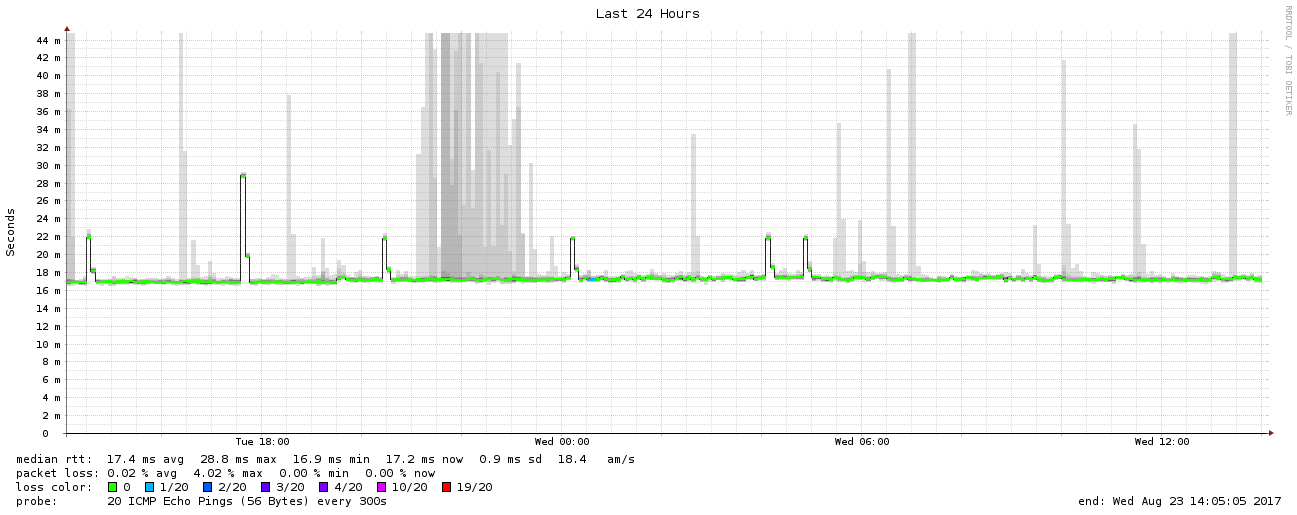 Last 24 Hours
RRDTOOL / TOBI OETIKER
Seconds
44 m
42 m
40 m
38 m
36 m
34 m
32 m
30 m
28 m
26 m
24 m
22 m
20 m
18 m
16 m
14 m
12 m
10 m
8 m
6 m
4 m
2 m
0
Tue 18:00 Wed 00:00 Wed 06:00 Wed 12:00
median rtt: 17.4 ms avg 28.8 ms max 16.9 ms min 17.2 ms now 0.9 ms sd 18.4 am/s
packet loss: 0.02 % avg 4.02 % max 0.00 % min 0.00 % now
loss color: 0 1/20 2/20 3/20 4/20 10/20 19/20
probe: 20 ICMP Echo Pings (56 Bytes) every 300s end: Wed Aug 23 14:05:05 2017